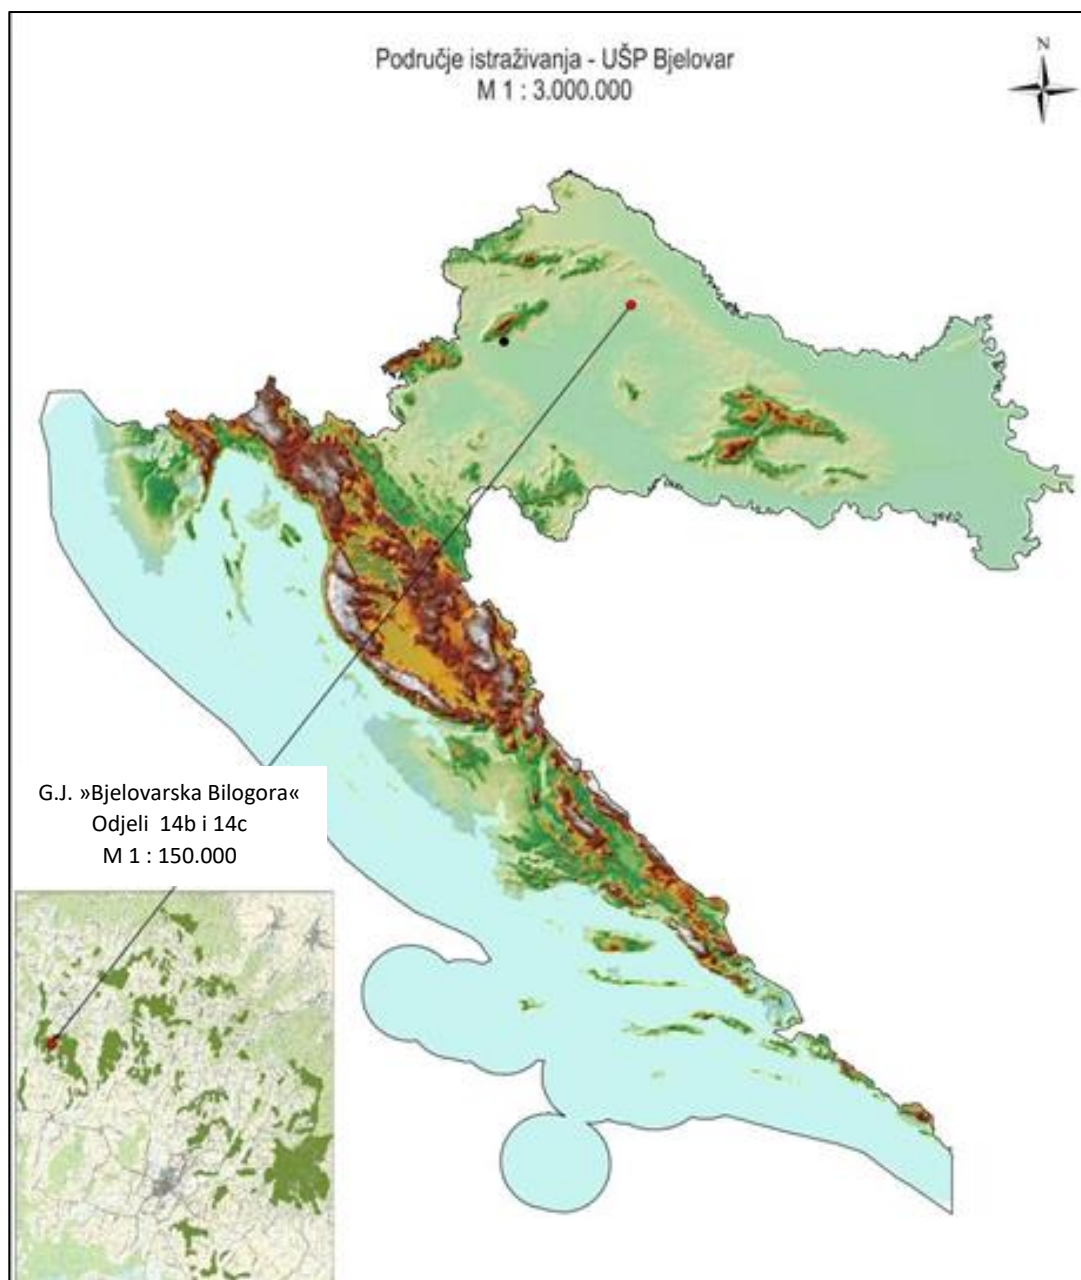 Područje istraživanja - UŠP Bjelovar
M 1 : 3.000.000
N
G.J. »Bjelovarska Bilogora«
Odjeli 14b i 14c
M 1 : 150.000